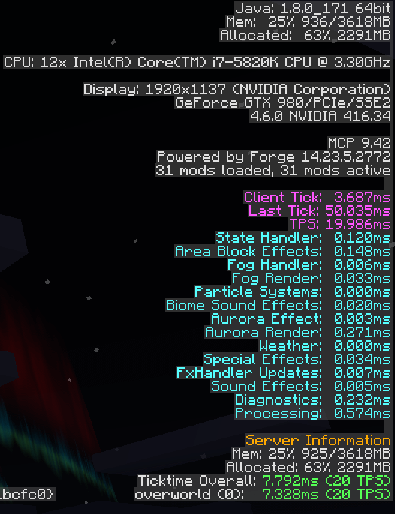 Java: 1.8.0_171 64bit
Mem: 25% 936/3618MB
Allocated: 63% 2291MB
CPU: 12x Intel(R) Core(TM) i7-5820K CPU @ 3.30GHz
Display: 1920x1137 (NVIDIA Corporation)
GeForce GTX 980/PCIe/SSE2
4.6.0 NVIDIA 416.34
MCP 9.42
Powered by Forge 14.23.5.2772
31 mods loaded, 31 mods active
Client Tick: 3.687ms
Last Tick: 50.035ms
TPS: 19.986ms
State Handler: 0.120ms
Area Block Effects: 0.148ms
Fog Handler: 0.006ms
Fog Render: 0.033ms
Particle Systems: 0.000ms
Biome Sound Effects: 0.020ms
Aurora Effect: 0.003ms
Aurora Render: 0.271ms
Weather: 0.000ms
Special Effects: 0.034ms
FxHandler Updates: 0.007ms
Sound Effects: 0.005ms
Diagnostics: 0.232ms
Processing: 0.574ms
Server Information
Mem: 25% 925/3618MB
Allocated: 63% 2291MB
Ticktime Overall: 7.792ms (20 TPS)
lbcfc0} overworld (0): 7.328ms (20 TPS)